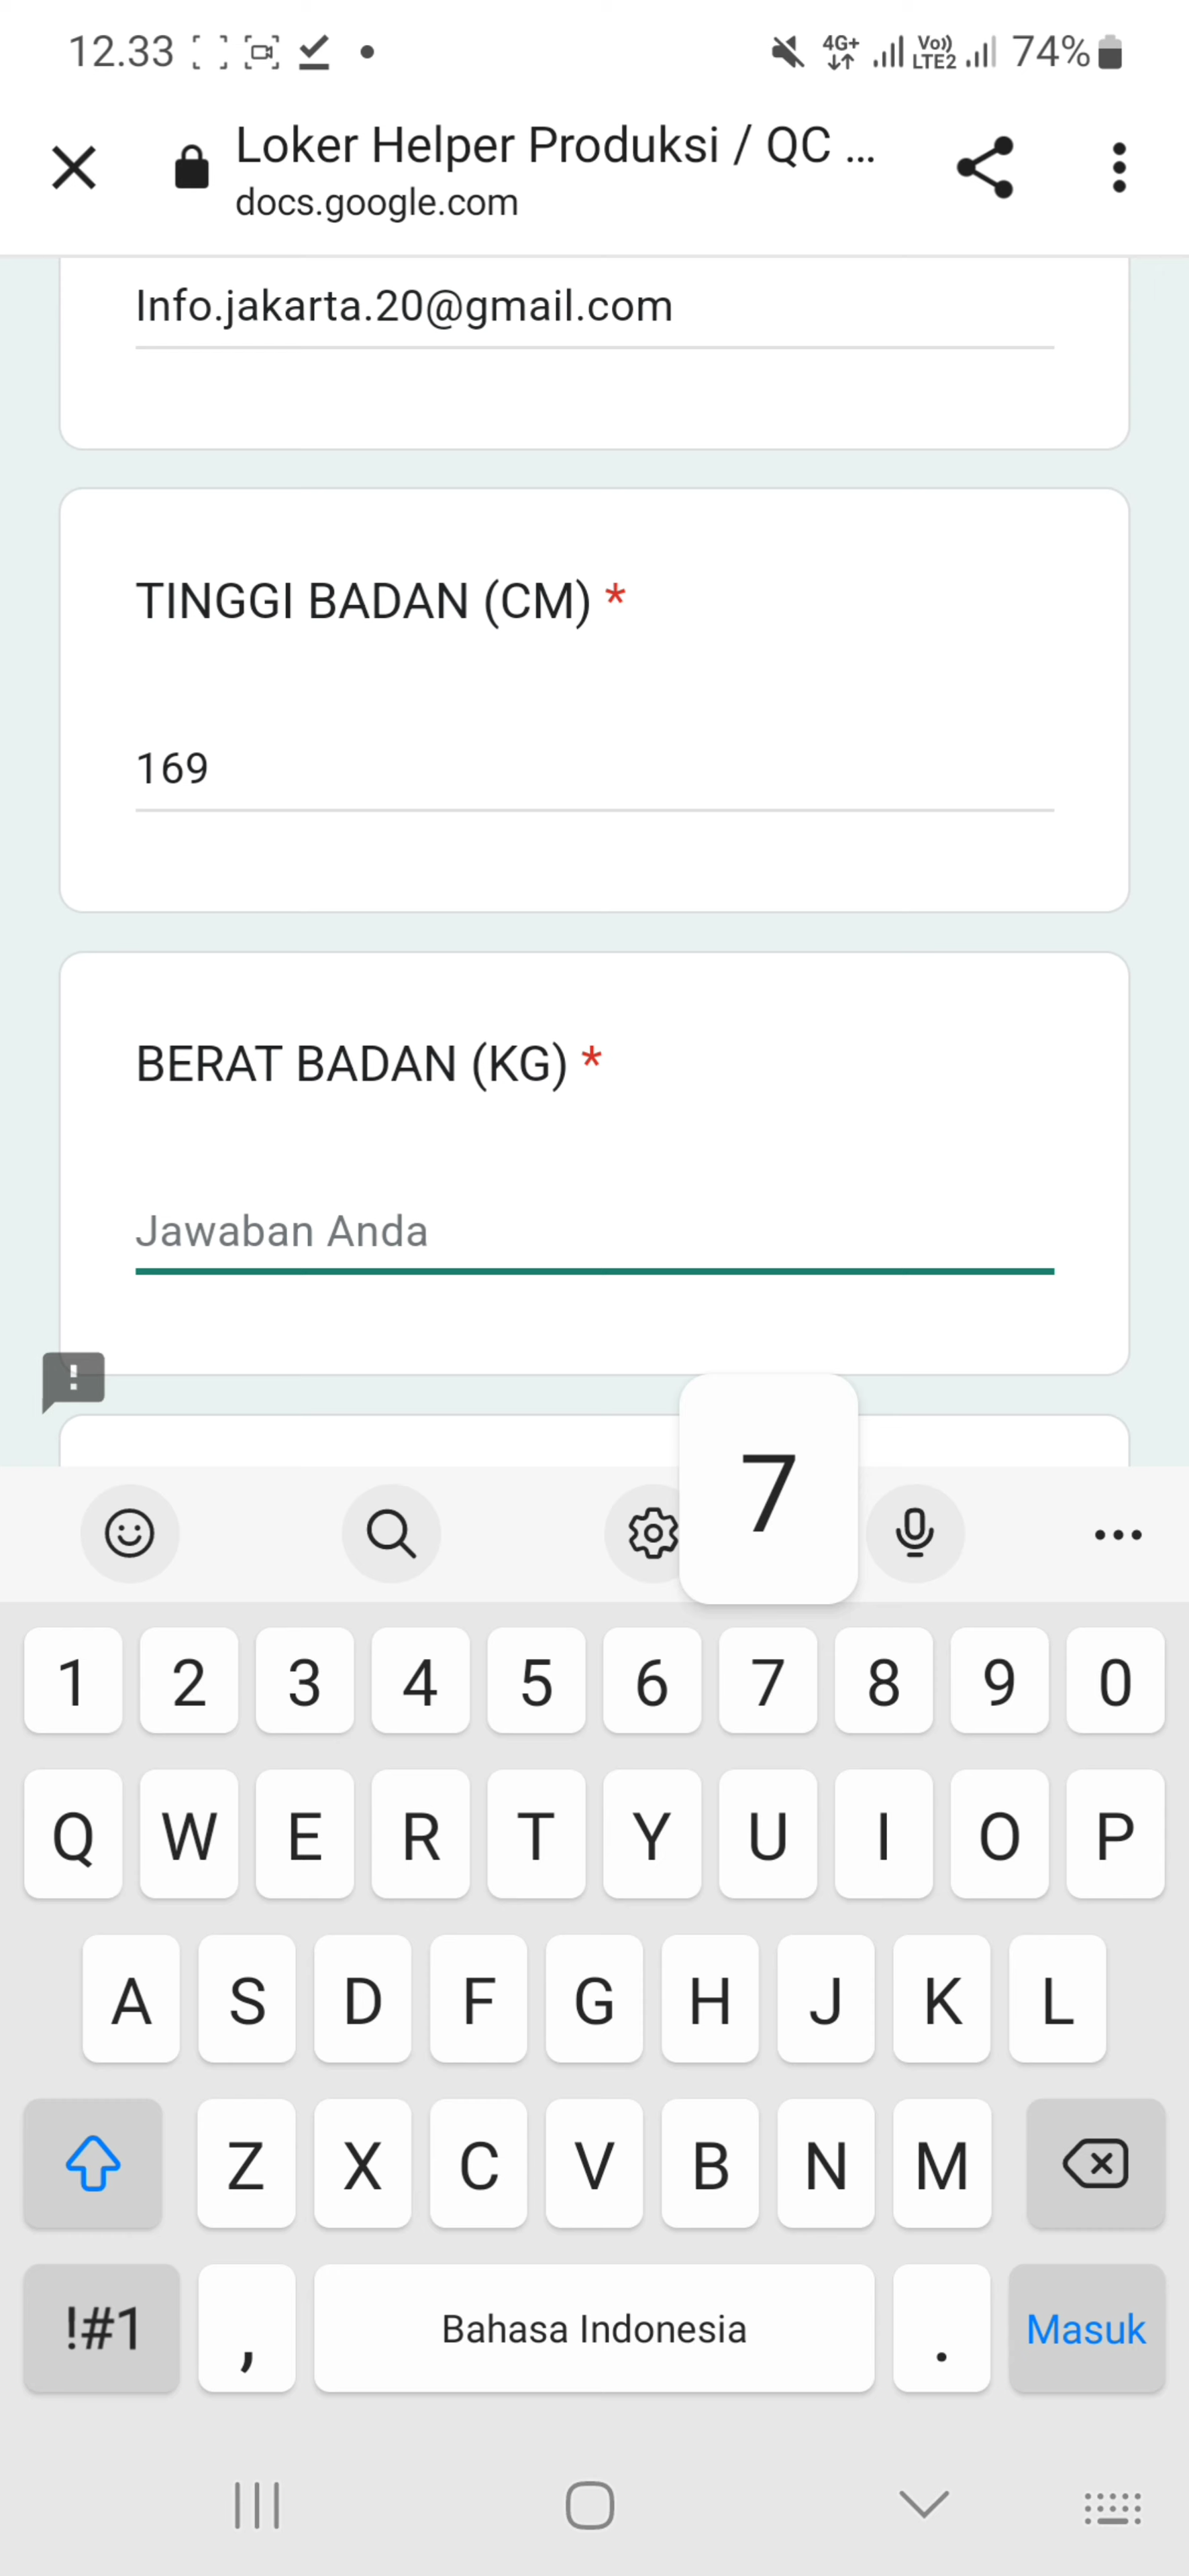 12.33
4G+ Vo)) LTE2 74%
Loker Helper Produksi / QC ...
docs.google.com
Info.jakarta.20@gmail.com
TINGGI BADAN (CM) *
169
BERAT BADAN (KG) *
Jawaban Anda
7
1 2 3 4 5 6 7 8 9 0
Q W E R T Y U I O P
A S D F G H J K L
Z X C V B N M
!#1 , Bahasa Indonesia . Masuk